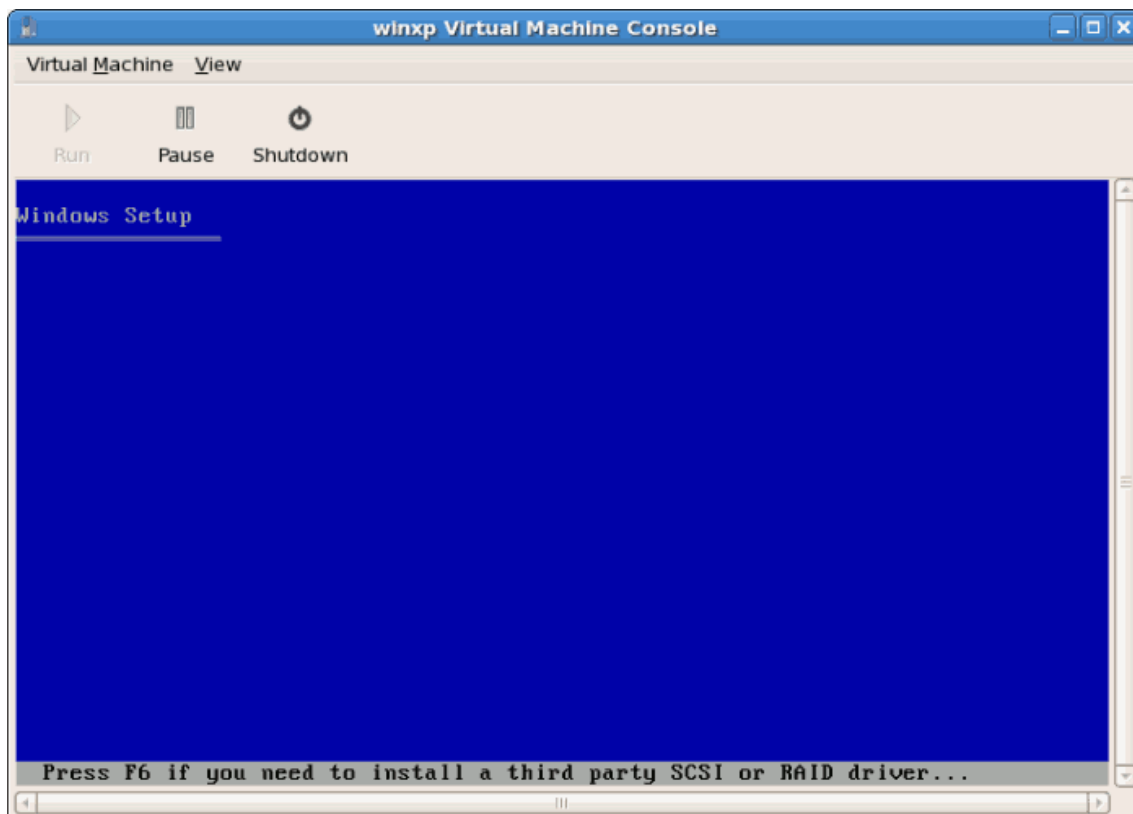 winxp Virtual Machine Console
Virtual Machine View
Run Pause Shutdown
Windows Setup
Press F6 if you need to install a third party SCSI or RAID driver...